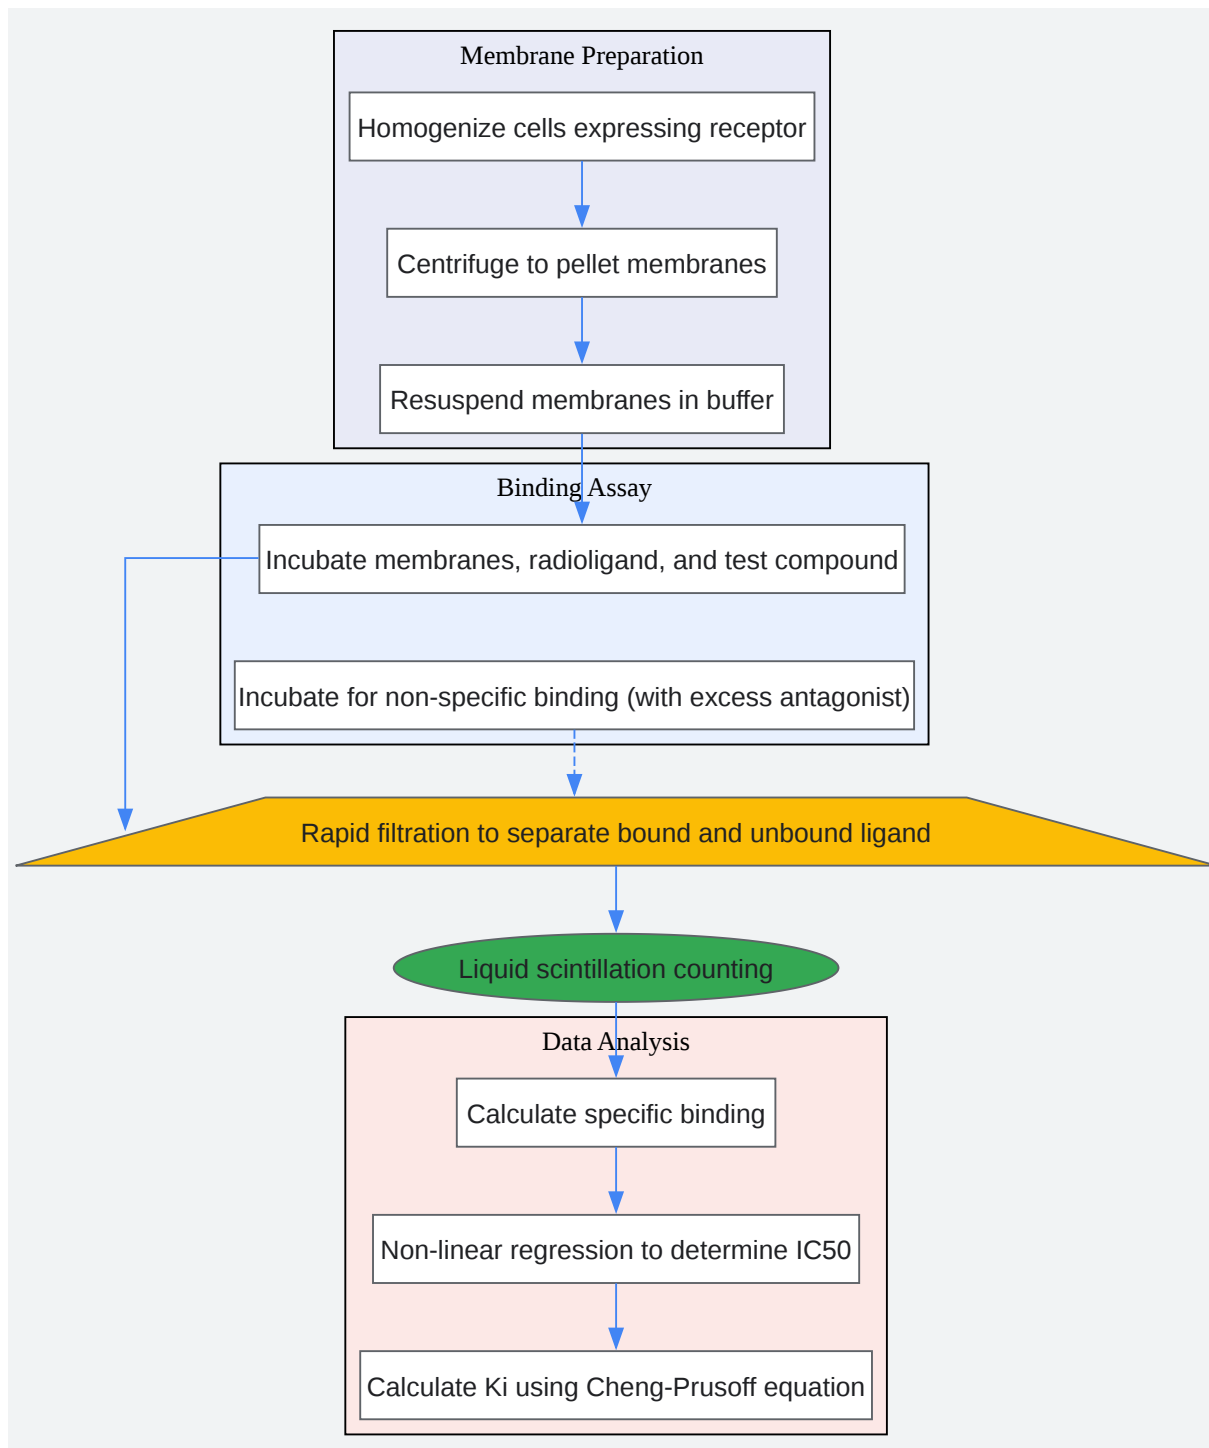 Membrane Preparation
Homogenize cells expressing receptor
Centrifuge to pellet membranes
Resuspend membranes in buffer
Binding Assay
Incubate membranes, radioligand, and test compound
Incubate for non-specific binding (with excess antagonist)
Rapid filtration to separate bound and unbound ligand
Liquid scintillation counting
Data Analysis
Calculate specific binding
Non-linear regression to determine IC50
Calculate Ki using Cheng-Prusoff equation